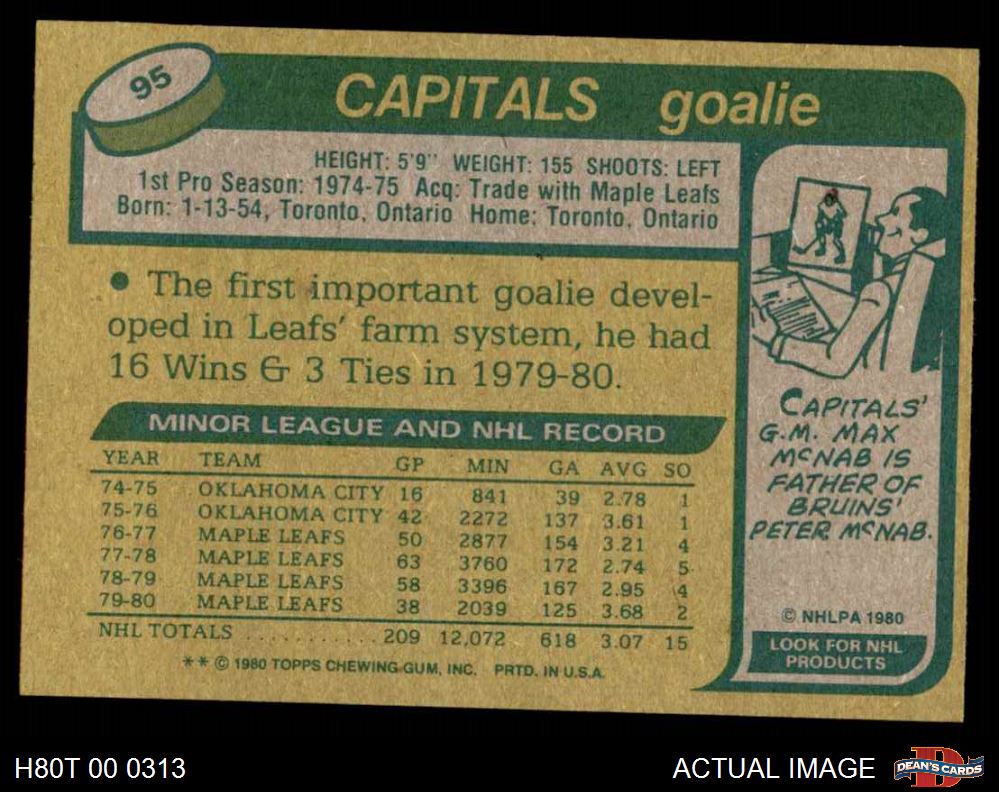 95
CAPITALS goalie
HEIGHT: 5'9" WEIGHT: 155 SHOOTS: LEFT
1st Pro Season: 1974-75 Acq: Trade with Maple Leafs
Born: 1-13-54, Toronto, Ontario Home: Toronto, Ontario
● The first important goalie devel-
oped in Leafs' farm system, he had
16 Wins & 3 Ties in 1979-80.
MINOR LEAGUE AND NHL RECORD
YEAR TEAM GP MIN GA AVG SO
74-75 OKLAHOMA CITY 16 841 39 2.78 1
75-76 OKLAHOMA CITY 42 2272 137 3.61 1
76-77 MAPLE LEAFS 50 2877 154 3.21 4
77-78 MAPLE LEAFS 63 3760 172 2.74 5
78-79 MAPLE LEAFS 58 3396 167 2.95 4
79-80 MAPLE LEAFS 38 2039 125 3.68 2
NHL TOTALS ........... 209 12,072 618 3.07 15
** © 1980 TOPPS CHEWING GUM, INC. PRTD. IN U.S.A.
CAPITALS'
G.M. MAX
McNAB IS
FATHER OF
BRUINS'
PETER McNAB.
© NHLPA 1980
LOOK FOR NHL
PRODUCTS
H80T 00 0313
ACTUAL IMAGE
D
DEAN'S CARDS